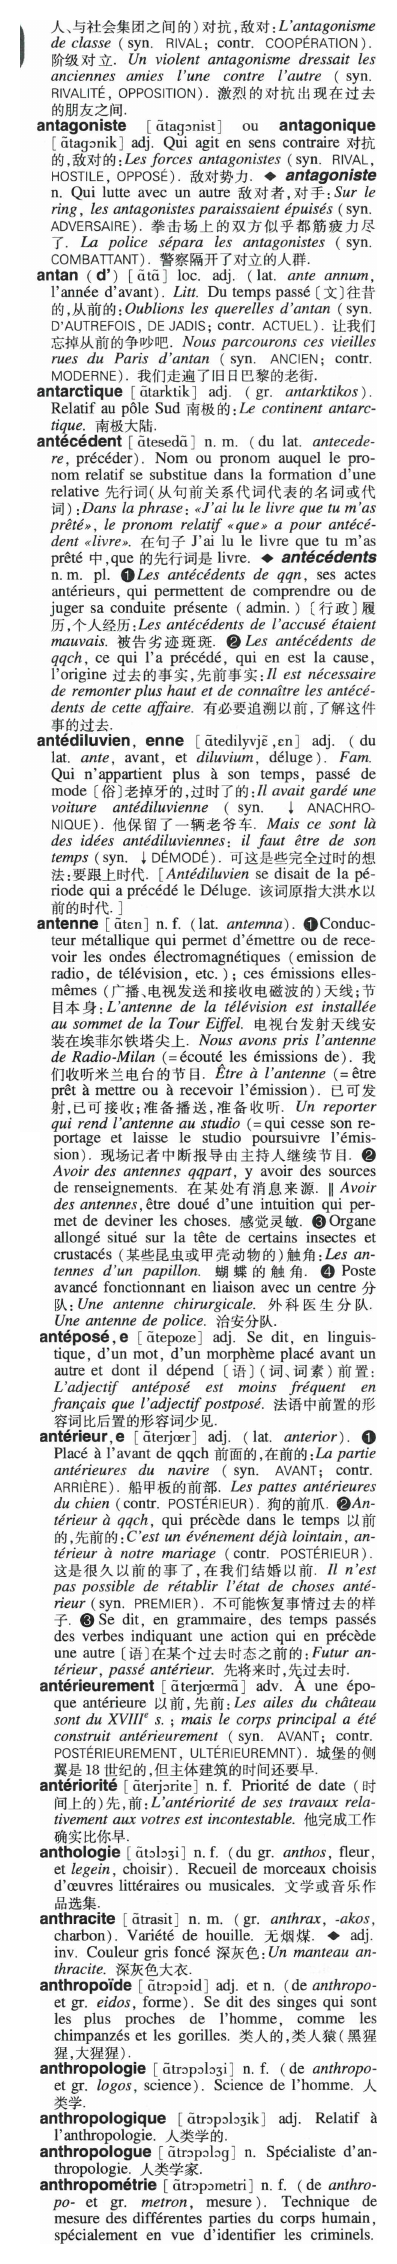 人、与社会集团之间的) 对抗,敌对:L'antagonisme
de classe ( syn. RIVAL; contr. COOPÉRATION).
阶级对立. Un violent antagonisme dressait les
anciennes amies l'une contre l'autre ( syn.
RIVALITÉ, OPPOSITION). 激烈的对抗出现在过去
的朋友之间.
antagoniste [ ɑ̃tagɔnist] ou antagonique
[ ɑ̃tagɔnik] adj. Qui agit en sens contraire 对抗
的,敌对的:Les forces antagonistes ( syn. RIVAL,
HOSTILE, OPPOSÉ). 敌对势力. ◆ antagoniste
n. Qui lutte avec un autre 敌对者,对手:Sur le
ring, les antagonistes paraissaient épuisés ( syn.
ADVERSAIRE). 拳击场上的双方似乎都筋疲力尽
了. La police sépara les antagonistes ( syn.
COMBATTANT). 警察隔开了对立的人群.
antan ( d') [ ɑ̃tɑ̃] loc. adj. ( lat. ante annum,
l'année d'avant). Litt. Du temps passé〔文〕往昔
的,从前的:Oublions les querelles d'antan ( syn.
D'AUTREFOIS, DE JADIS; contr. ACTUEL). 让我们
忘掉从前的争吵吧. Nous parcourons ces vieilles
rues du Paris d'antan ( syn. ANCIEN; contr.
MODERNE). 我们走遍了旧日巴黎的老街.
antarctique [ ɑ̃tarktik] adj. ( gr. antarktikos).
Relatif au pôle Sud 南极的:Le continent antarc-
tique. 南极大陆.
antécédent [ ɑ̃tesedɑ̃] n. m. ( du lat. antecede-
re, précéder). Nom ou pronom auquel le pro-
nom relatif se substitue dans la formation d'une
relative 先行词(从句前关系代词代表的名词或代
词) :Dans la phrase: «J'ai lu le livre que tu m'as
prêté», le pronom relatif «que» a pour antécé-
dent «livre». 在句子 J'ai lu le livre que tu m'as
prêté 中,que 的先行词是 livre. ◆ antécédents
n. m. pl. ❶Les antécédents de qqn, ses actes
antérieurs, qui permettent de comprendre ou de
juger sa conduite présente ( admin.)〔行政〕履
历,个人经历:Les antécédents de l'accusé étaient
mauvais. 被告劣迹斑斑. ❷ Les antécédents de
qqch, ce qui l'a précédé, qui en est la cause,
l'origine 过去的事实,先前事实:Il est nécessaire
de remonter plus haut et de connaître les antécé-
dents de cette affaire. 有必要追溯以前,了解这件
事的过去.
antédiluvien, enne [ ɑ̃tedilyvjɛ̃,ɛn] adj. ( du
lat. ante, avant, et diluvium, déluge). Fam.
Qui n'appartient plus à son temps, passé de
mode〔俗〕老掉牙的,过时了的:Il avait gardé une
voiture antédiluvienne ( syn. ↓ ANACHRO-
NIQUE). 他保留了一辆老爷车. Mais ce sont là
des idées antédiluviennes: il faut être de son
temps (syn. ↓DÉMODÉ). 可这是些完全过时的想
法:要跟上时代. [Antédiluvien se disait de la pé-
riode qui a précédé le Déluge. 该词原指大洪水以
前的时代.]
antenne [ ɑ̃tɛn] n. f. ( lat. antemna). ❶Conduc-
teur métallique qui permet d'émettre ou de rece-
voir les ondes électromagnétiques (emission de
radio, de télévision, etc.); ces émissions elles-
mêmes (广播、电视发送和接收电磁波的)天线;节
目本身:L'antenne de la télévision est installée
au sommet de la Tour Eiffel. 电视台发射天线安
装在埃菲尔铁塔尖上. Nous avons pris l'antenne
de Radio-Milan (=écouté les émissions de). 我
们收听米兰电台的节目. Être à l'antenne (=être
prêt à mettre ou à recevoir l'émission). 已可发
射,已可接收;准备播送,准备收听. Un reporter
qui rend l'antenne au studio (=qui cesse son re-
portage et laisse le studio poursuivre l'émis-
sion). 现场记者中断报导由主持人继续节目. ❷
Avoir des antennes qqpart, y avoir des sources
de renseignements. 在某处有消息来源. ‖ Avoir
des antennes,être doué d'une intuition qui per-
met de deviner les choses. 感觉灵敏. ❸Organe
allongé situé sur la tête de certains insectes et
crustacés (某些昆虫或甲壳动物的)触角:Les an-
tennes d'un papillon. 蝴蝶的触角. ❹ Poste
avancé fonctionnant en liaison avec un centre 分
队:Une antenne chirurgicale. 外科医生分队.
Une antenne de police. 治安分队.
antéposé,e [ ɑ̃tepoze] adj. Se dit, en linguis-
tique, d'un mot, d'un morphème placé avant un
autre et dont il dépend〔语〕(词、词素)前置:
L'adjectif antéposé est moins fréquent en
français que l'adjectif postposé. 法语中前置的形
容词比后置的形容词少见.
antérieur,e [ ɑ̃terjœr] adj. ( lat. anterior). ❶
Placé à l'avant de qqch 前面的,在前的:La partie
antérieures du navire ( syn. AVANT; contr.
ARRIÈRE). 船甲板的前部. Les pattes antérieures
du chien (contr. POSTÉRIEUR). 狗的前爪. ❷An-
térieur à qqch, qui précède dans le temps 以前
的,先前的:C'est un événement déjà lointain, an-
térieur à notre mariage ( contr. POSTÉRIEUR).
这是很久以前的事了,在我们结婚以前. Il n'est
pas possible de rétablir l'état de choses anté-
rieur ( syn. PREMIER). 不可能恢复事情过去的样
子. ❸ Se dit, en grammaire, des temps passés
des verbes indiquant une action qui en précède
une autre〔语〕在某个过去时态之前的:Futur an-
térieur, passé antérieur. 先将来时,先过去时.
antérieurement [ ɑ̃terjœrmɑ̃] adv. À une épo-
que antérieure 以前,先前:Les ailes du château
sont du XVIIIᵉ s. ; mais le corps principal a été
construit antérieurement ( syn. AVANT; contr.
POSTÉRIEUREMENT, ULTÉRIEUREMNT). 城堡的侧
翼是 18 世纪的,但主体建筑的时间还要早.
antériorité [ ɑ̃terjɔrite] n. f. Priorité de date (时
间上的)先,前:L'antériorité de ses travaux rela-
tivement aux votres est incontestable. 他完成工作
确实比你早.
anthologie [ ɑ̃tɔlɔʒi] n. f. (du gr. anthos, fleur,
et legein, choisir). Recueil de morceaux choisis
d'œuvres littéraires ou musicales. 文学或音乐作
品选集.
anthracite [ ɑ̃trasit] n. m. ( gr. anthrax, -akos,
charbon). Variété de houille. 无烟煤. ◆ adj.
inv. Couleur gris foncé 深灰色:Un manteau an-
thracite. 深灰色大衣.
anthropoïde [ ɑ̃trɔpɔid] adj. et n. (de anthropo-
et gr. eidos, forme). Se dit des singes qui sont
les plus proches de l'homme, comme les
chimpanzés et les gorilles. 类人的,类人猿(黑猩
猩,大猩猩).
anthropologie [ ɑ̃trɔpɔlɔʒi] n. f. ( de anthropo-
et gr. logos, science). Science de l'homme. 人
类学.
anthropologique [ ɑ̃trɔpɔlɔʒik] adj. Relatif à
l'anthropologie. 人类学的.
anthropologue [ ɑ̃trɔpɔlɔg] n. Spécialiste d'an-
thropologie. 人类学家.
anthropométrie [ ɑ̃trɔpɔmetri] n. f. ( de anthro-
po- et gr. metron, mesure). Technique de
mesure des différentes parties du corps humain,
spécialement en vue d'identifier les criminels.